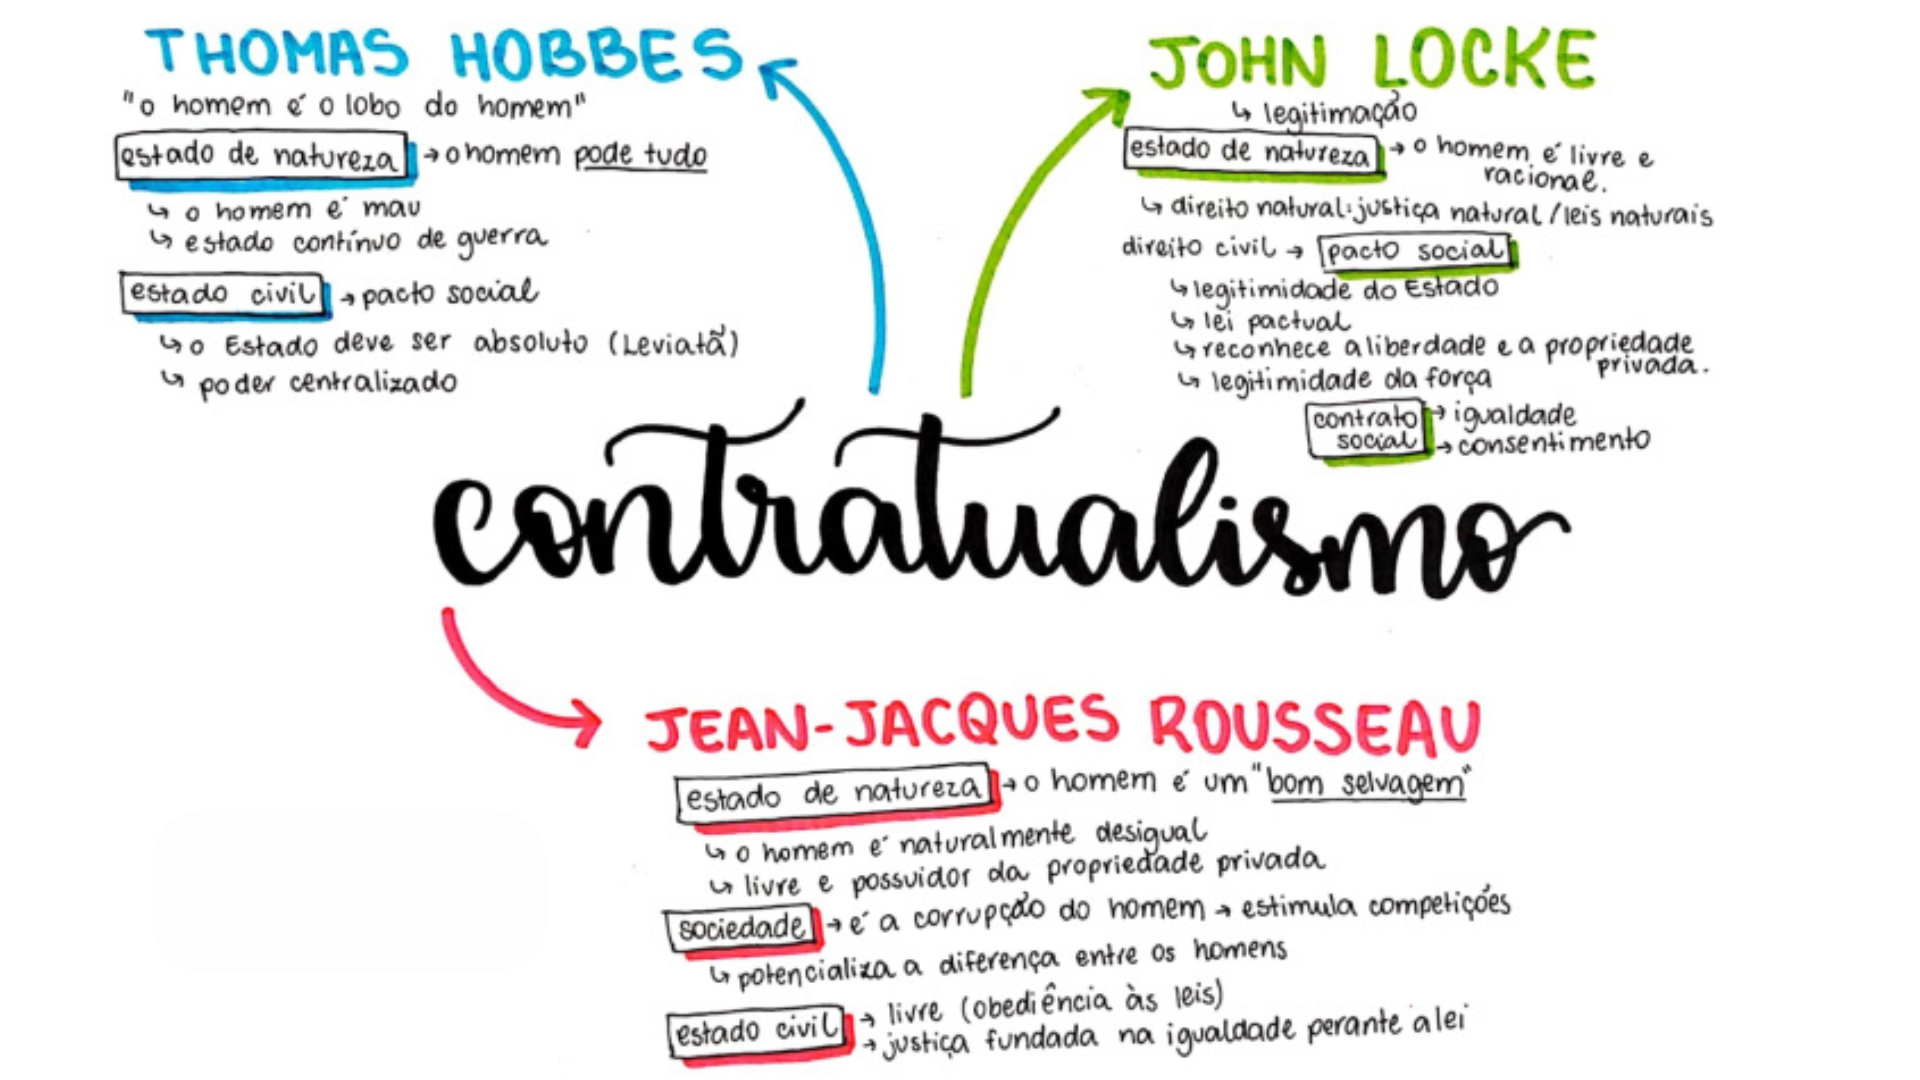 THOMAS HOBBES
"o homem é o lobo do homem"
estado de natureza → o homem pode tudo
↳ o homem é mau
↳ estado contínuo de guerra
estado civil → pacto social
↳ o Estado deve ser absoluto (Leviatã)
↳ poder centralizado
JOHN LOCKE
↳ legitimação
estado de natureza → o homem é livre e
racional.
↳ direito natural: justiça natural / leis naturais
direito civil → pacto social
↳ legitimidade do Estado
↳ lei pactual
↳ reconhece a liberdade e a propriedade
privada.
↳ legitimidade da força
contrato → igualdade
social → consentimento
contratualismo
JEAN-JACQUES ROUSSEAU
estado de natureza → o homem é um "bom selvagem"
↳ o homem é naturalmente desigual
↳ livre e possuidor da propriedade privada
sociedade → é a corrupção do homem → estimula competições
↳ potencializa a diferença entre os homens
estado civil → livre (obediência às leis)
→ justiça fundada na igualdade perante a lei